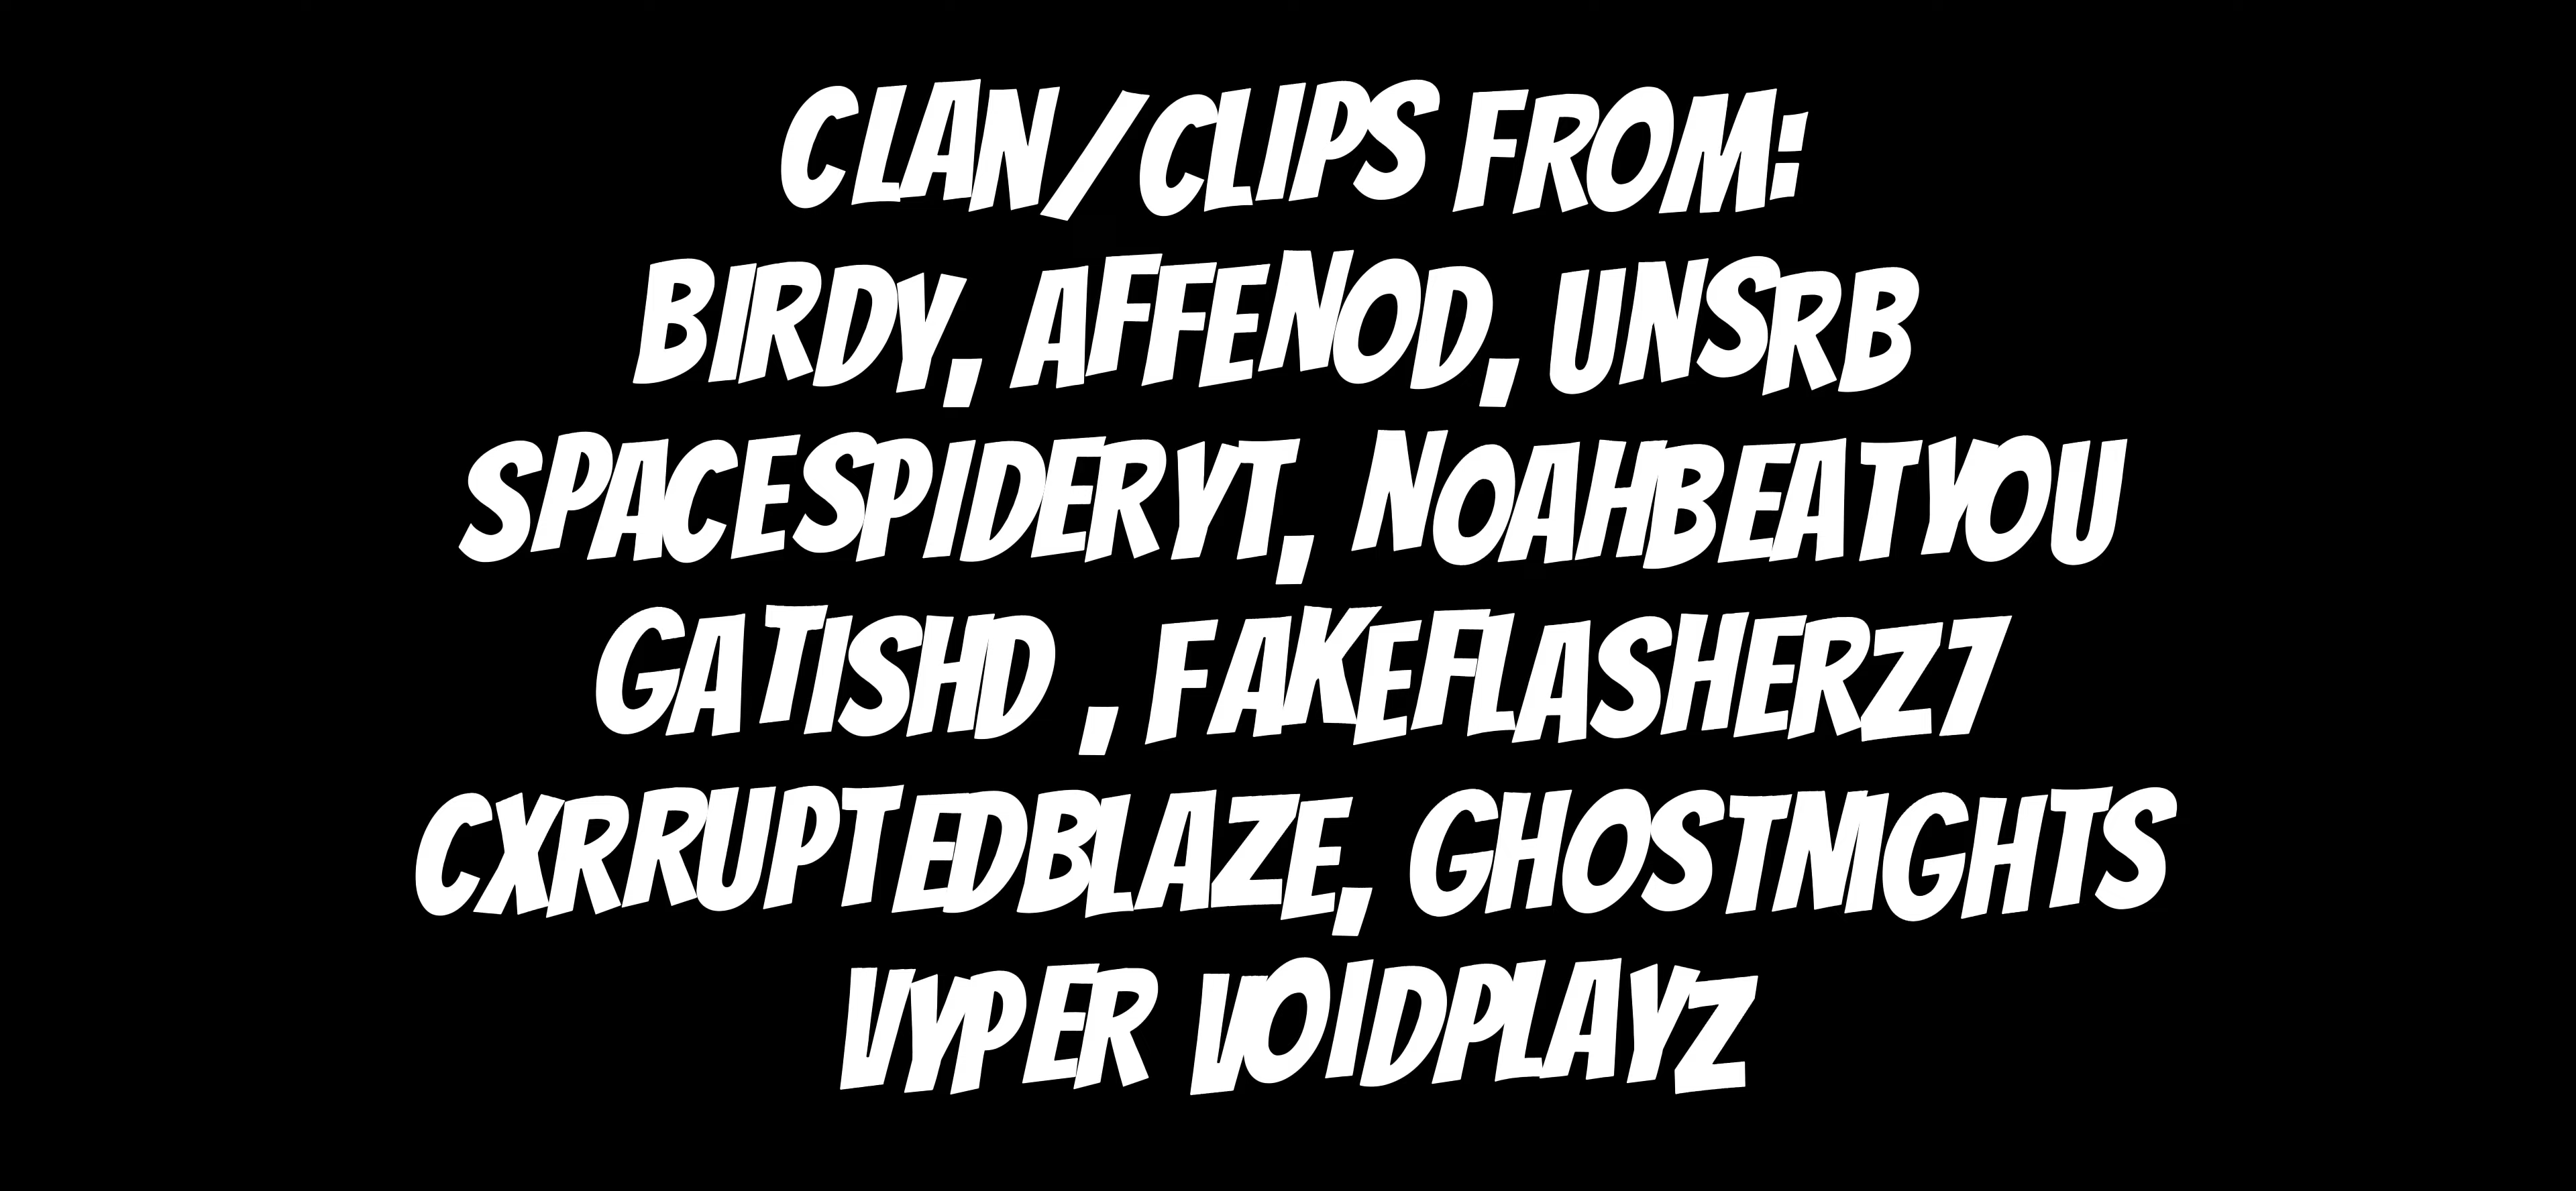 CLAN/CLIPS FROM:
BIRDY, AFFENOD, UNSRB
SPACESPIDERYT, NOAHBEATYOU
GATISHD , FAKEFLASHERZ7
CXRRUPTEDBLAZE, GHOSTNIGHTS
VYPER VOIDPLAYZ